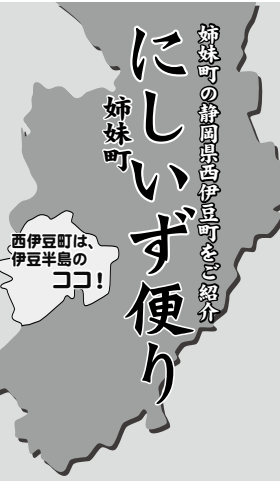 姉妹町の静岡県西伊豆町をご紹介
姉妹町
にしいず便り
西伊豆町は、
伊豆半島の
ココ！